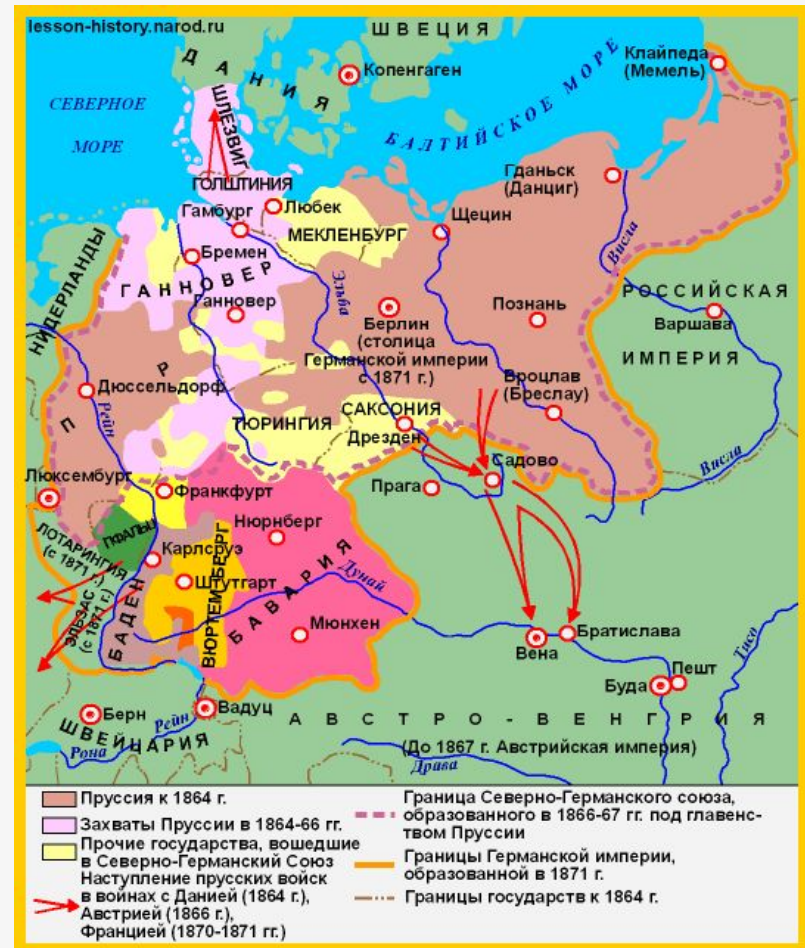 lesson-history.narod.ru
ШВЕЦИЯ
ДАНИЯ
Копенгаген
Клайпеда
(Мемель)
СЕВЕРНОЕ
МОРЕ
БАЛТИЙСКОЕ МОРЕ
ШЛЕЗВИГ
ГОЛШТИНИЯ
Гданьск
(Данциг)
Любек
Гамбург
Щецин
МЕКЛЕНБУРГ
Бремен
НИДЕРЛАНДЫ
ГАННОВЕР
Ганновер
Эльба
Висла
РОССИЙСКАЯ
ИМПЕРИЯ
Варшава
Познань
Берлин
(столица
Германской империи
с 1871 г.)
П Р
Дюссельдорф
Рейн
Вроцлав
(Бреслау)
ТЮРИНГИЯ
САКСОНИЯ
Дрезден
Садово
Прага
Висла
Люксембург
Франкфурт
ПФАЛЬЦ
ЛОТАРИНГИЯ
(с 1871 г.)
Нюрнберг
Карлсруэ
Штутгарт
ЭЛЬЗАС
(с 1871 г.)
БАДЕН
ВЮРТЕМБЕРГ
БАВАРИЯ
Дунай
Мюнхен
Вена
Братислава
Буда
Пешт
Тисо
Берн
Вадуц
Рейн
ШВЕЙЦАРИЯ
Рона
АВСТРО-ВЕНГРИЯ
(До 1867 г. Австрийская империя)
Драва
Пруссия к 1864 г.
Захваты Пруссии в 1864-66 гг.
Прочие государства, вошедшие
в Северно-Германский Союз
Наступление прусских войск
в войнах с Данией (1864 г.),
Австрией (1866 г.),
Францией (1870-1871 гг.)
Граница Северно-Германского союза,
образованного в 1866-67 гг. под главенс-
твом Пруссии
Границы Германской империи,
образованной в 1871 г.
Границы государств к 1864 г.